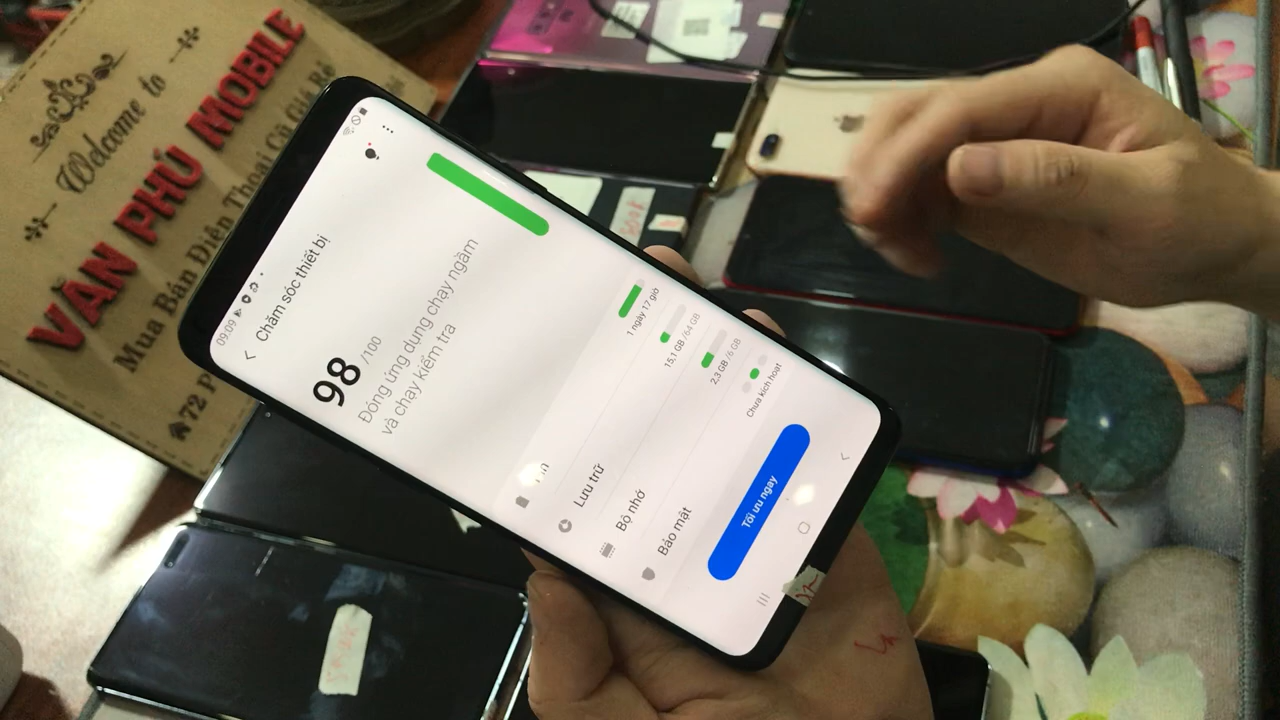 Welcome to
VĂN PHÚ MOBILE
Mua Bán Điện Thoại Cũ Giá Rẻ
72 P
09:09
Chăm sóc thiết bị
98 /100
Đóng ứng dụng chạy ngầm
và chạy kiểm tra
1 ngày 17 giờ
Lưu trữ
15,1 GB /64 GB
Bộ nhớ
2,3 GB /6 GB
Bảo mật
Chưa kích hoạt
Tối ưu ngay